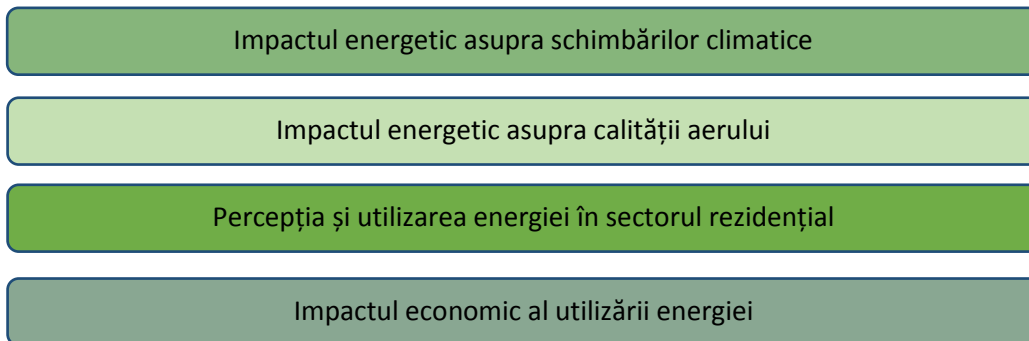 Impactul energetic asupra schimbărilor climatice
Impactul energetic asupra calității aerului
Percepția și utilizarea energiei în sectorul rezidențial
Impactul economic al utilizării energiei